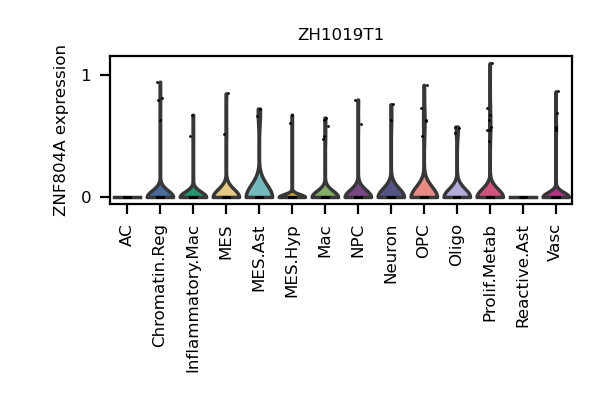 ZH1019T1
ZNF804A expression
1
0
AC
Chromatin.Reg
Inflammatory.Mac
MES
MES.Ast
MES.Hyp
Mac
NPC
Neuron
OPC
Oligo
Prolif.Metab
Reactive.Ast
Vasc